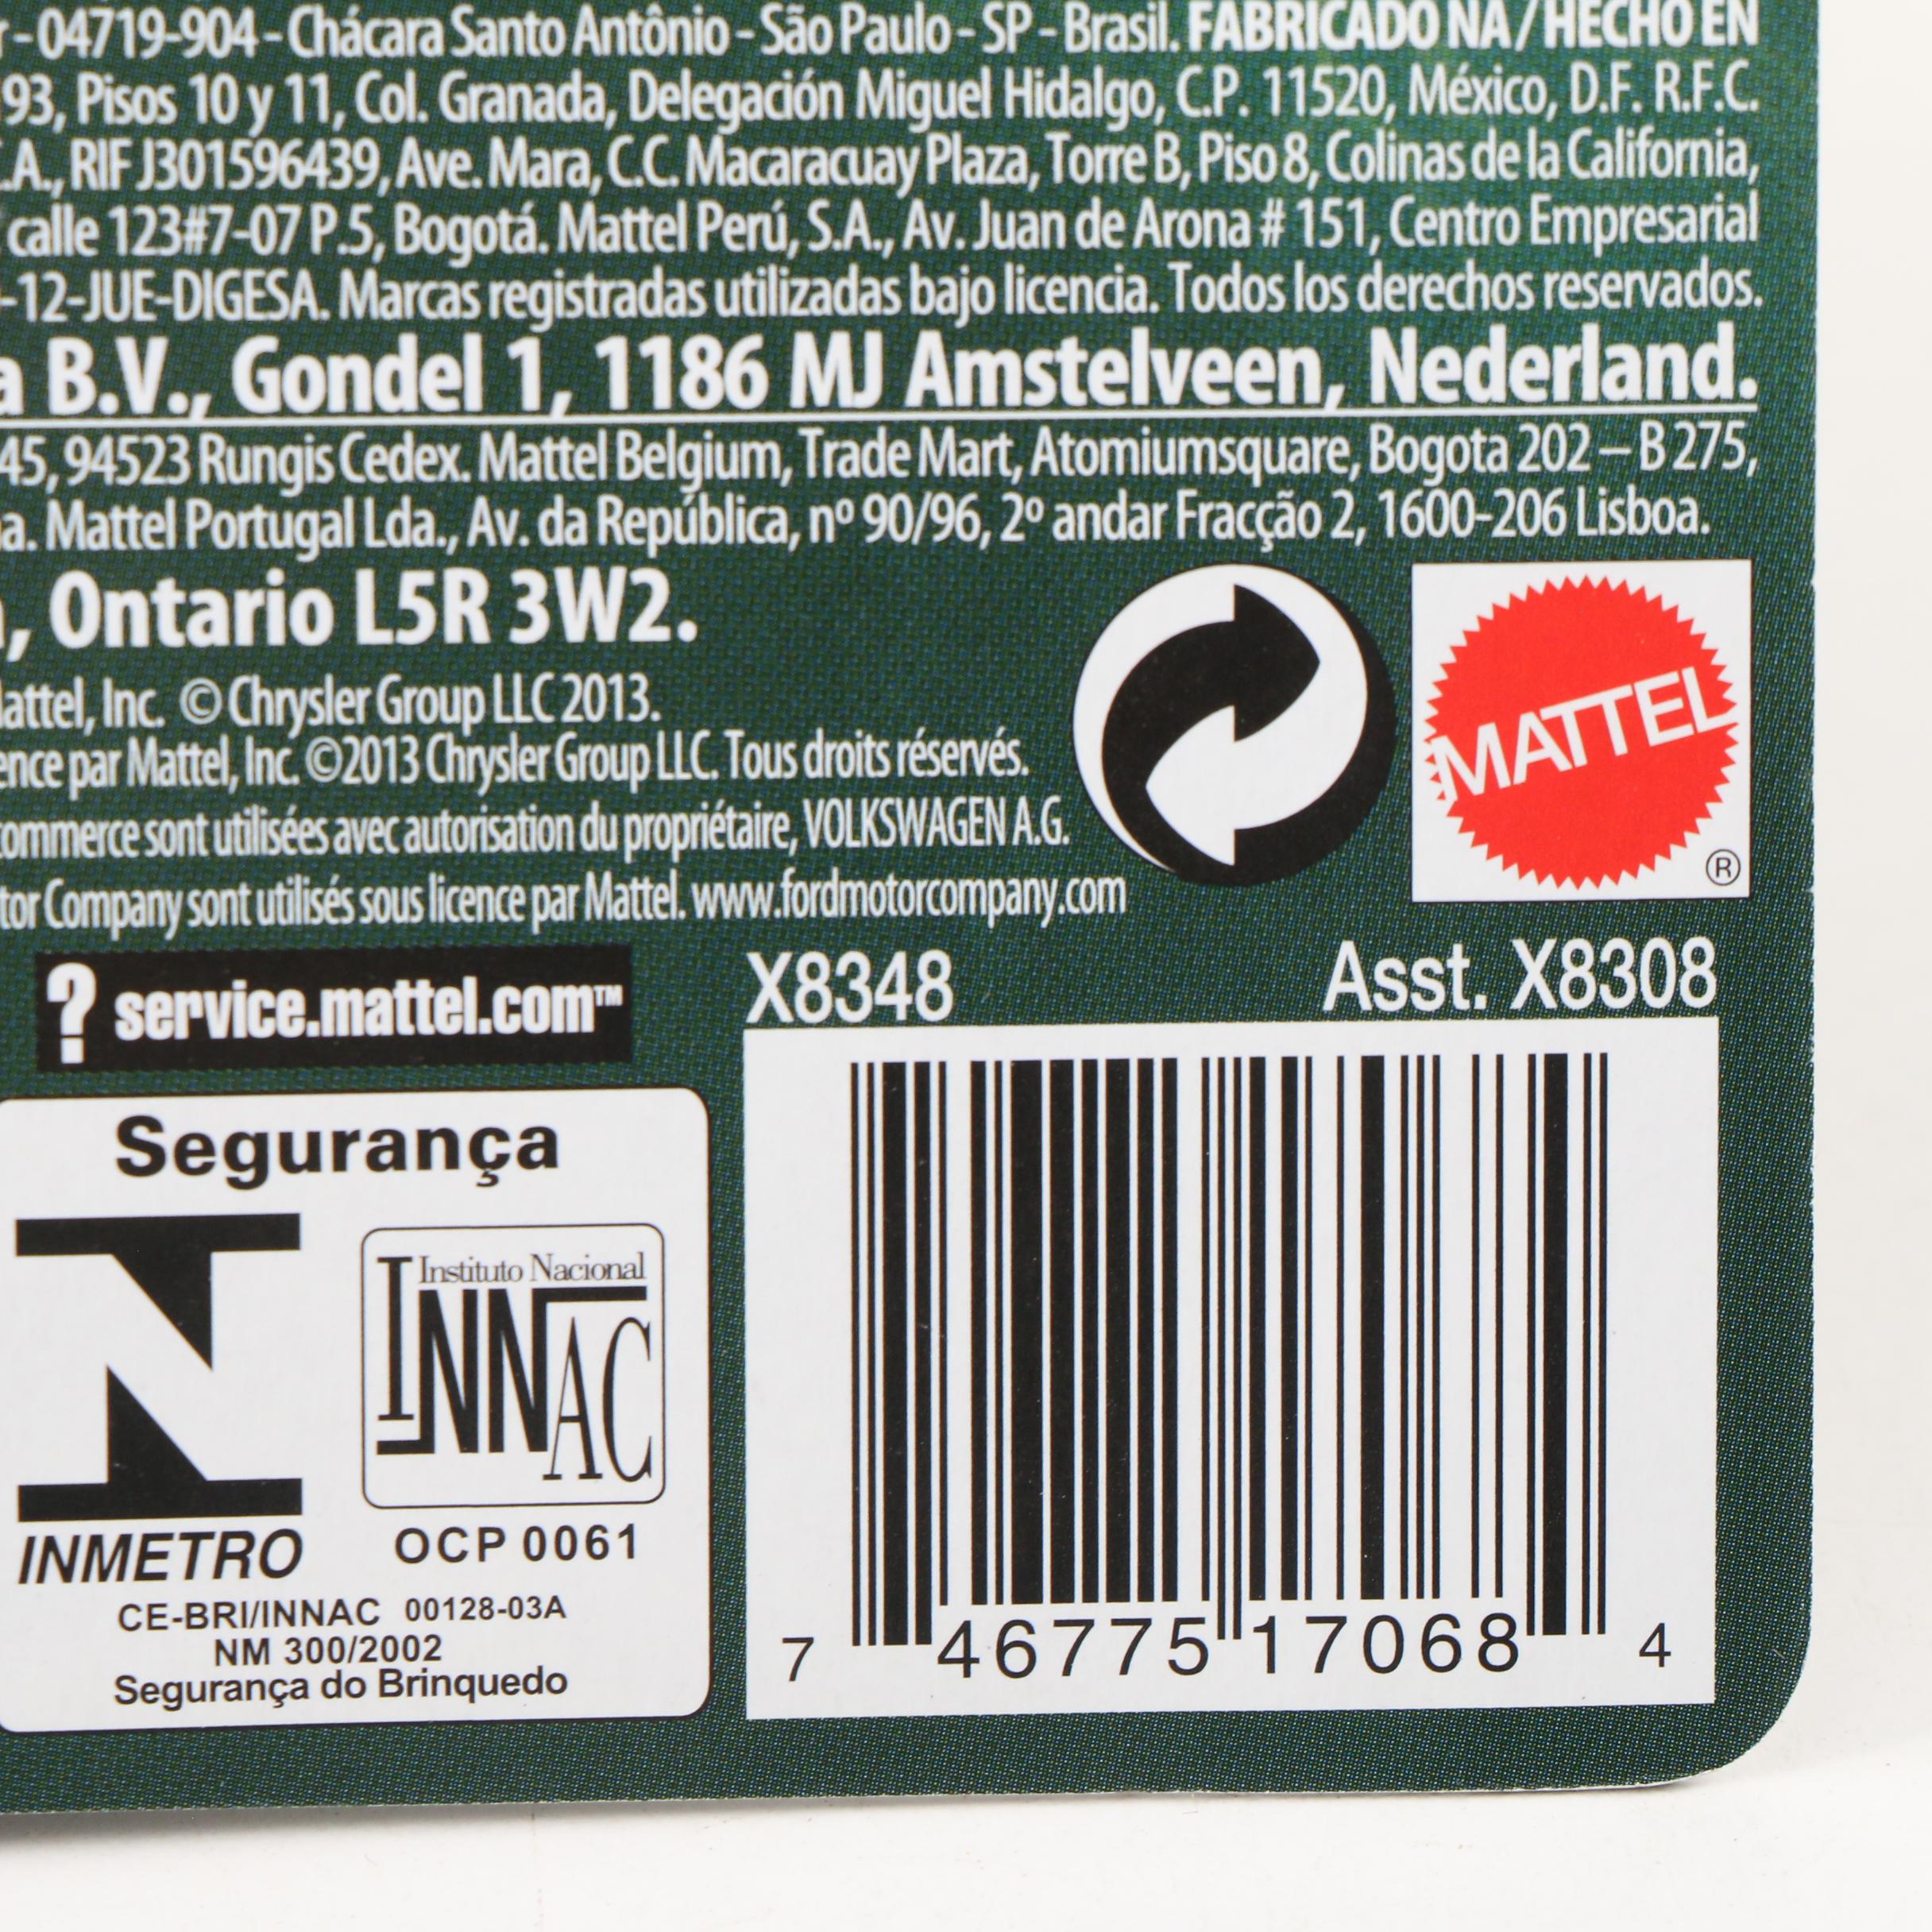 - 04719-904 - Chácara Santo Antônio - São Paulo - SP - Brasil. FABRICADO NA / HECHO EN
93, Pisos 10 y 11, Col. Granada, Delegación Miguel Hidalgo, C.P. 11520, México, D.F. R.F.C.
.A., RIF J301596439, Ave. Mara, C.C. Macaracuay Plaza, Torre B, Piso 8, Colinas de la California,
calle 123#7-07 P.5, Bogotá. Mattel Perú, S.A., Av. Juan de Arona # 151, Centro Empresarial
-12-JUE-DIGESA. Marcas registradas utilizadas bajo licencia. Todos los derechos reservados.
a B.V., Gondel 1, 1186 MJ Amstelveen, Nederland.
45, 94523 Rungis Cedex. Mattel Belgium, Trade Mart, Atomiumsquare, Bogota 202 – B 275,
a. Mattel Portugal Lda., Av. da República, nº 90/96, 2º andar Fracção 2, 1600-206 Lisboa.
, Ontario L5R 3W2.
attel, Inc. © Chrysler Group LLC 2013.
ence par Mattel, Inc. ©2013 Chrysler Group LLC. Tous droits réservés.
commerce sont utilisées avec autorisation du propriétaire, VOLKSWAGEN A.G.
tor Company sont utilisés sous licence par Mattel. www.fordmotorcompany.com
MATTEL
®
? service.mattel.com™
X8348 Asst. X8308
Segurança
Instituto Nacional
INNAC
INMETRO
OCP 0061
CE-BRI/INNAC 00128-03A
NM 300/2002
Segurança do Brinquedo
7 46775 17068 4